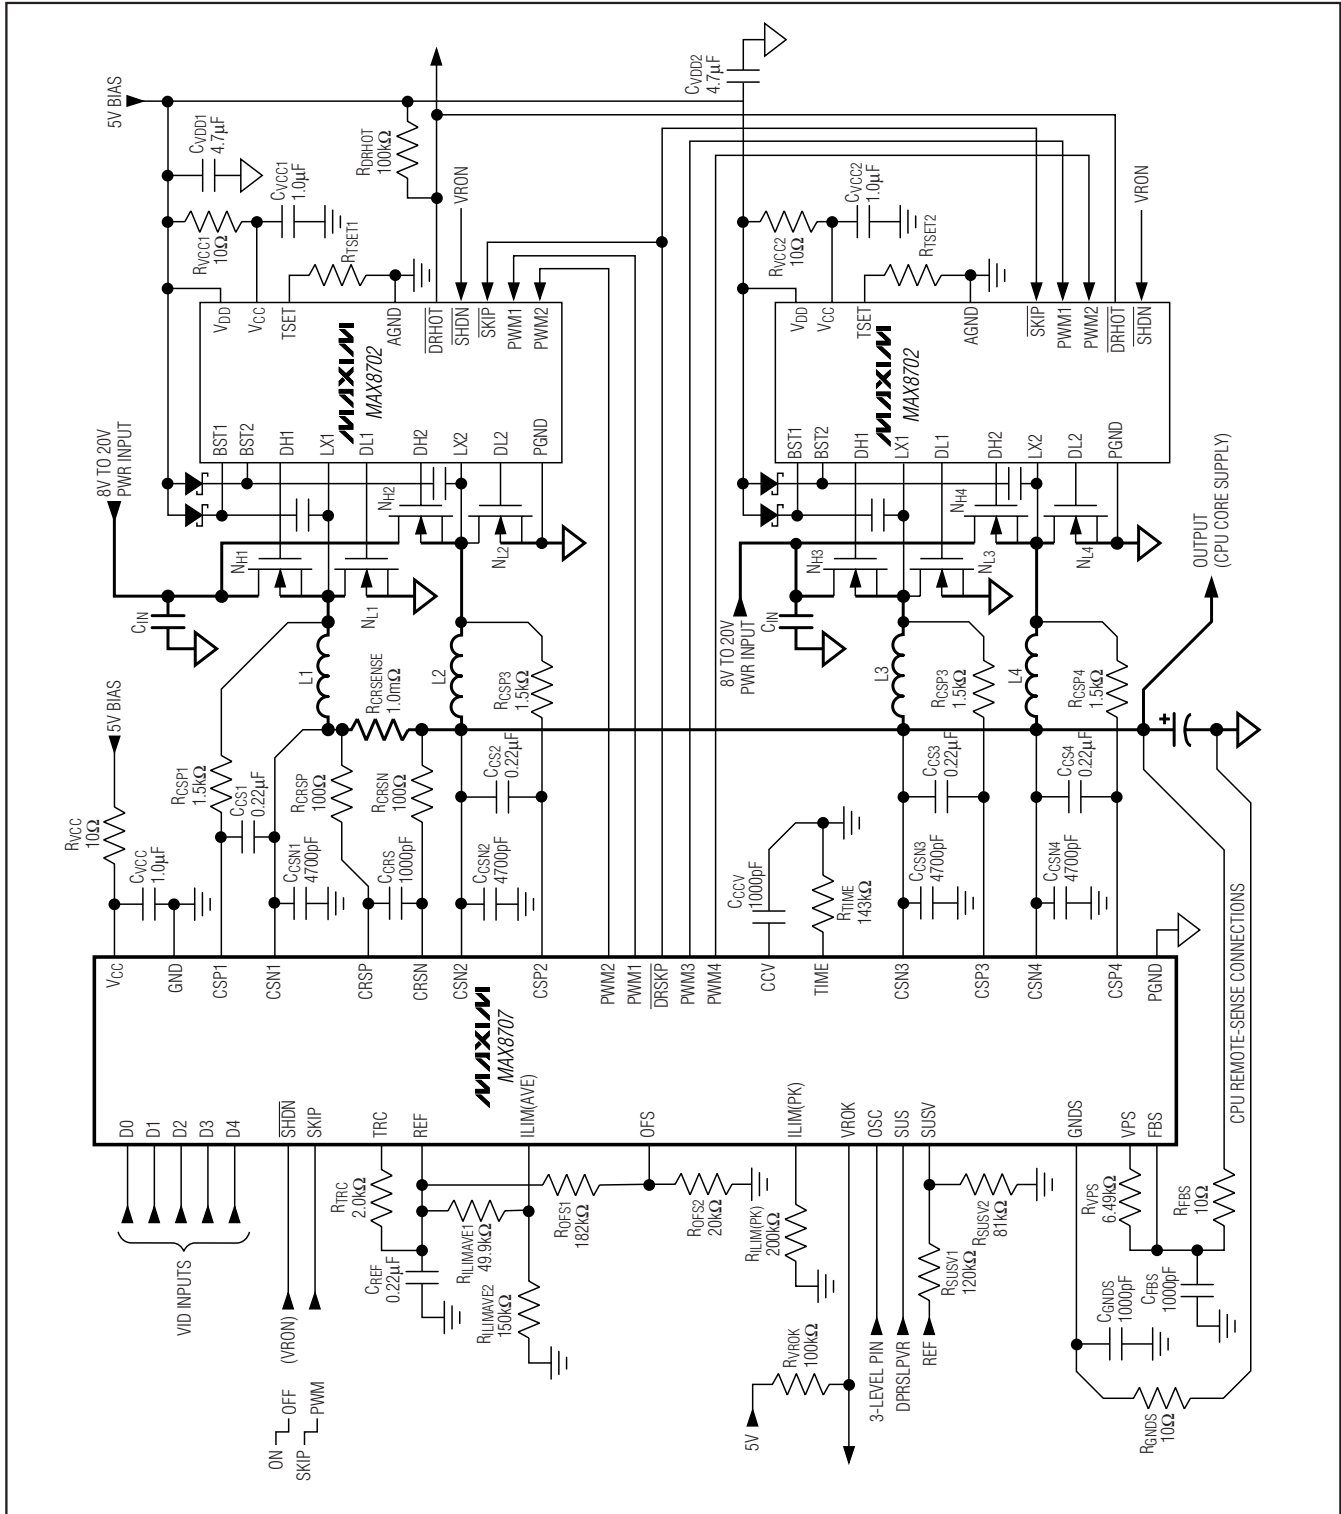 5V BIAS
CVDD1
4.7µF
RVCC1
10Ω
CVCC1
1.0µF
RTSET1
RDRHOT
100kΩ
VRON
CVDD2
4.7µF
RVCC2
10Ω
CVCC2
1.0µF
RTSET2
VRON
VDD
VCC
TSET
AGND
DRHOT
SHDN
SKIP
PWM1
PWM2
MAXIM
MAX8702
BST1
BST2
DH1
LX1
DL1
DH2
LX2
DL2
PGND
VDD
VCC
TSET
AGND
SKIP
PWM1
PWM2
DRHOT
SHDN
MAXIM
MAX8702
BST1
BST2
DH1
LX1
DL1
DH2
LX2
DL2
PGND
8V TO 20V
PWR INPUT
CIN
NH1
NL1
NH2
NL2
8V TO 20V
PWR INPUT
CIN
NH3
NL3
NH4
NL4
OUTPUT
(CPU CORE SUPPLY)
L1
RCRSENSE
1.0mΩ
L2
RCSP3
1.5kΩ
L3
RCSP3
1.5kΩ
L4
RCSP4
1.5kΩ
+
5V BIAS
RVCC
10Ω
CVCC
1.0µF
RCSP1
1.5kΩ
CCS1
0.22µF
CCSN1
4700pF
RCRSP
100Ω
RCRSN
100Ω
CCRS
1000pF
CCS2
0.22µF
CCSN2
4700pF
CCCV
1000pF
RTIME
143kΩ
CCS3
0.22µF
CCSN3
4700pF
CCS4
0.22µF
CCSN4
4700pF
CPU REMOTE-SENSE CONNECTIONS
VCC
GND
CSP1
CSN1
CRSP
CRSN
CSN2
CSP2
PWM2
PWM1
DRSKP
PWM3
PWM4
CCV
TIME
CSN3
CSP3
CSN4
CSP4
PGND
MAXIM
MAX8707
D0
D1
D2
D3
D4
SHDN
SKIP
TRC
REF
ILIM(AVE)
OFS
ILIM(PK)
VROK
OSC
SUS
SUSV
GNDS
VPS
FBS
VID INPUTS
(VRON)
ON
OFF
SKIP
PWM
RTRC
2.0kΩ
CREF
0.22µF
RILIMAVE1
49.9kΩ
RILIMAVE2
150kΩ
ROFS1
182kΩ
ROFS2
20kΩ
RILIM(PK)
200kΩ
RVROK
100kΩ
5V
3-LEVEL PIN
DPRSLPVR
REF
RSUSV1
120kΩ
RSUSV2
81kΩ
RVPS
6.49kΩ
RFBS
10Ω
CGNDS
1000pF
CFBS
1000pF
RGNDS
10Ω